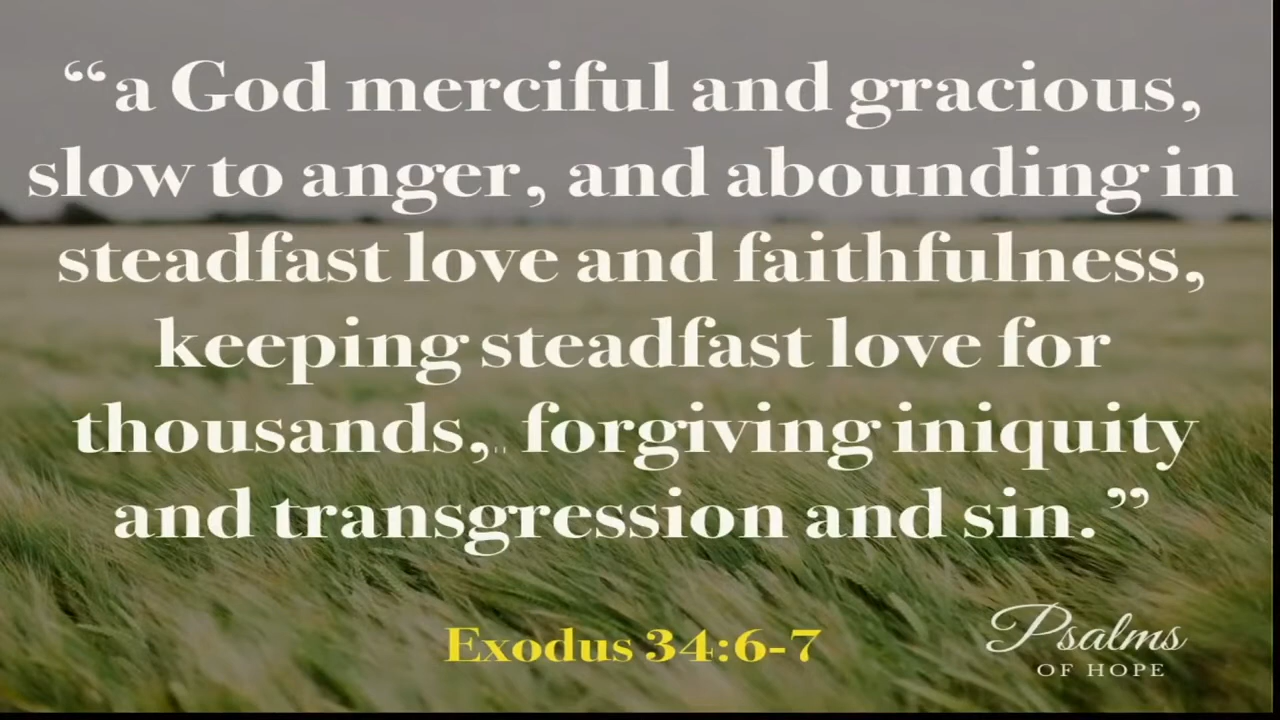 “a God merciful and gracious,
slow to anger, and abounding in
steadfast love and faithfulness,
keeping steadfast love for
thousands, forgiving iniquity
and transgression and sin.”
Exodus 34:6-7
Psalms
OF HOPE